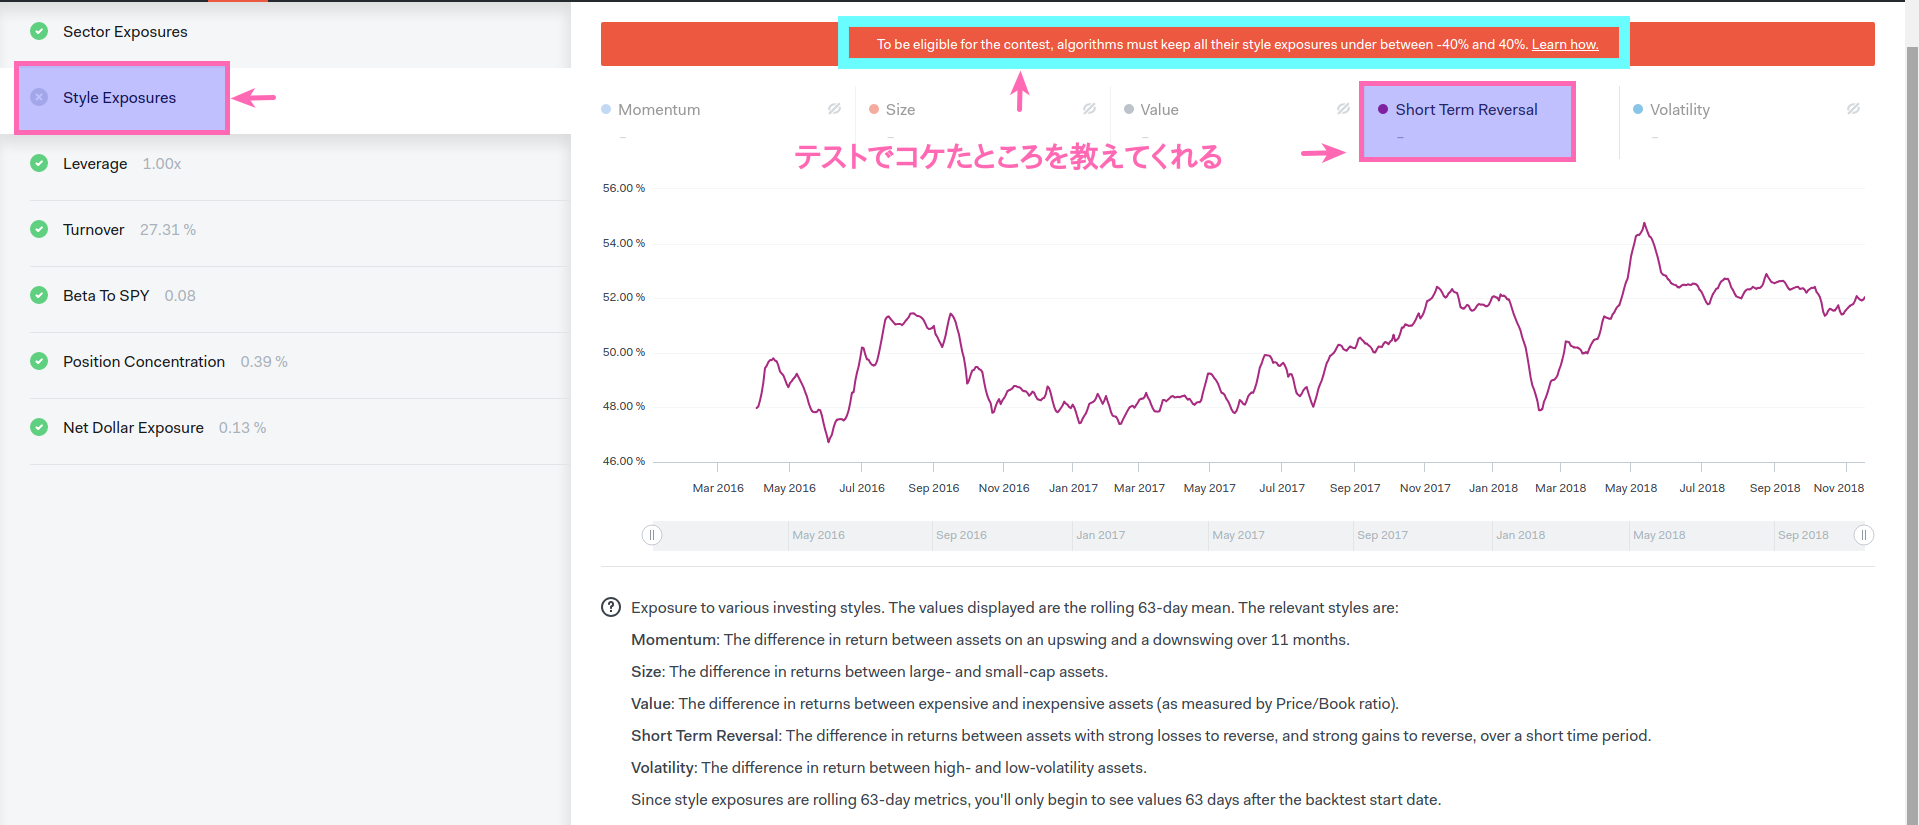 Sector Exposures
Style Exposures
Leverage 1.00x
Turnover 27.31 %
Beta To SPY 0.08
Position Concentration 0.39 %
Net Dollar Exposure 0.13 %
To be eligible for the contest, algorithms must keep all their style exposures under between -40% and 40%. Learn how.
Momentum Size Value Short Term Reversal Volatility
– – – – –
テストでコケたところを教えてくれる
56.00 %
54.00 %
52.00 %
50.00 %
48.00 %
46.00 %
Mar 2016 May 2016 Jul 2016 Sep 2016 Nov 2016 Jan 2017 Mar 2017 May 2017 Jul 2017 Sep 2017 Nov 2017 Jan 2018 Mar 2018 May 2018 Jul 2018 Sep 2018 Nov 2018
May 2016 Sep 2016 Jan 2017 May 2017 Sep 2017 Jan 2018 May 2018 Sep 2018
Exposure to various investing styles. The values displayed are the rolling 63-day mean. The relevant styles are:
Momentum: The difference in return between assets on an upswing and a downswing over 11 months.
Size: The difference in returns between large- and small-cap assets.
Value: The difference in returns between expensive and inexpensive assets (as measured by Price/Book ratio).
Short Term Reversal: The difference in returns between assets with strong losses to reverse, and strong gains to reverse, over a short time period.
Volatility: The difference in return between high- and low-volatility assets.
Since style exposures are rolling 63-day metrics, you'll only begin to see values 63 days after the backtest start date.